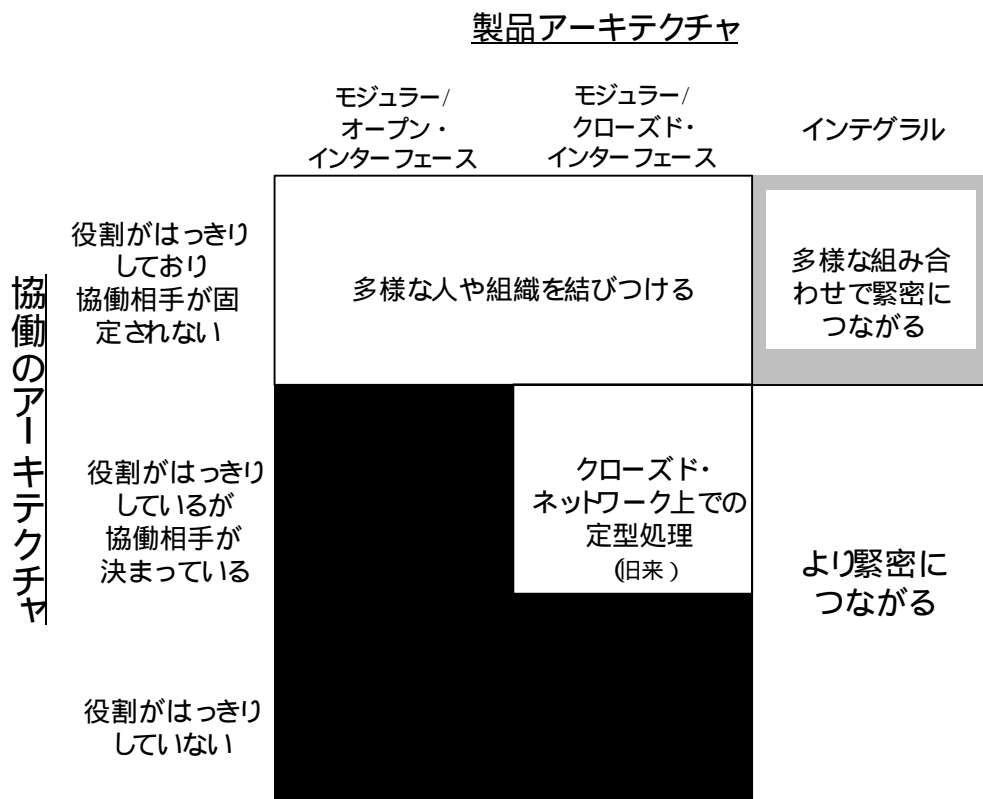 製品アーキテクチャ
モジュラー/
オープン・
インターフェース
モジュラー/
クローズド・
インターフェース
インテグラル
協働のアーキテクチャ
役割がはっきり
しており
協働相手が固
定されない
多様な人や組織を結びつける
多様な組み合
わせで緊密に
つながる
役割がはっきり
しているが
協働相手が
決まっている
クローズド・
ネットワーク上での
定型処理
(旧来)
より緊密に
つながる
役割がはっきり
していない